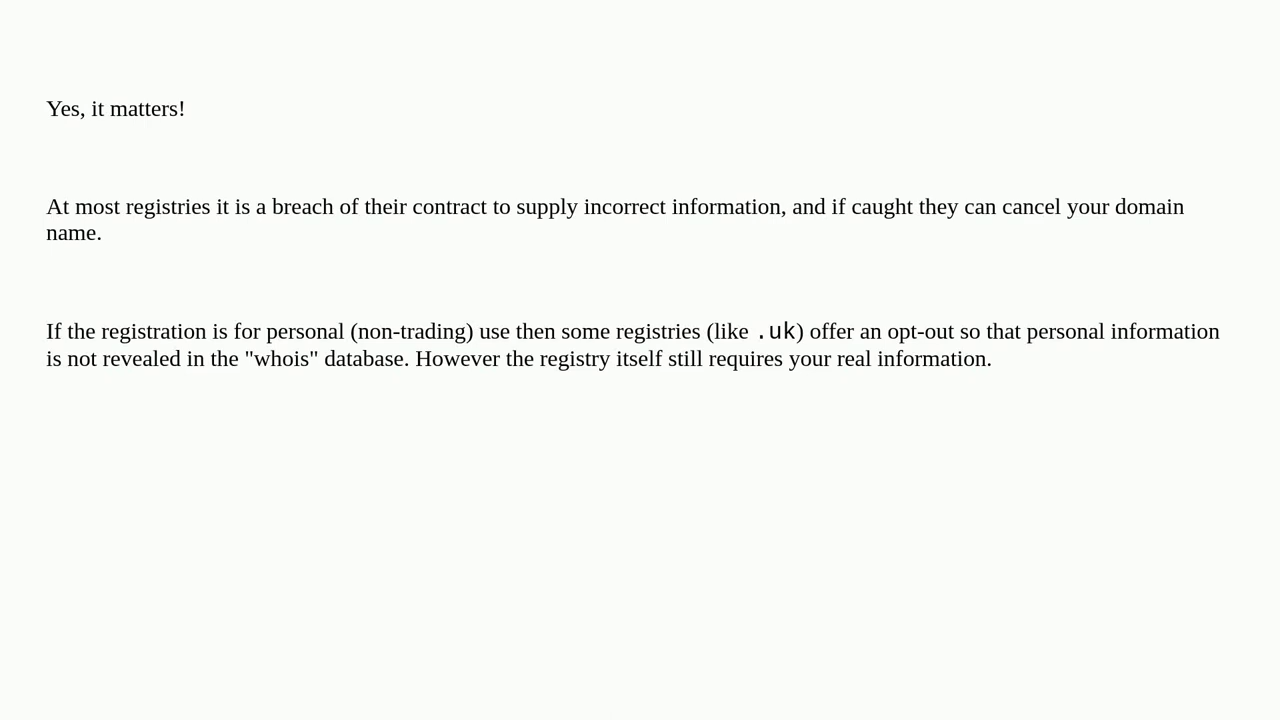 Yes, it matters!
At most registries it is a breach of their contract to supply incorrect information, and if caught they can cancel your domain
name.
If the registration is for personal (non-trading) use then some registries (like .uk) offer an opt-out so that personal information
is not revealed in the "whois" database. However the registry itself still requires your real information.